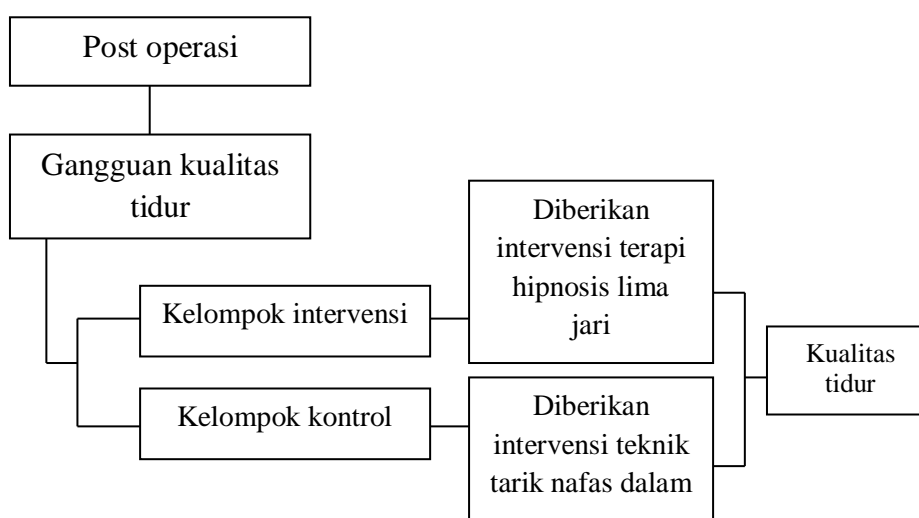 Post operasi
Gangguan kualitas
tidur
Kelompok intervensi
Diberikan
intervensi terapi
hipnosis lima
jari
Kelompok kontrol
Diberikan
intervensi teknik
tarik nafas dalam
Kualitas
tidur